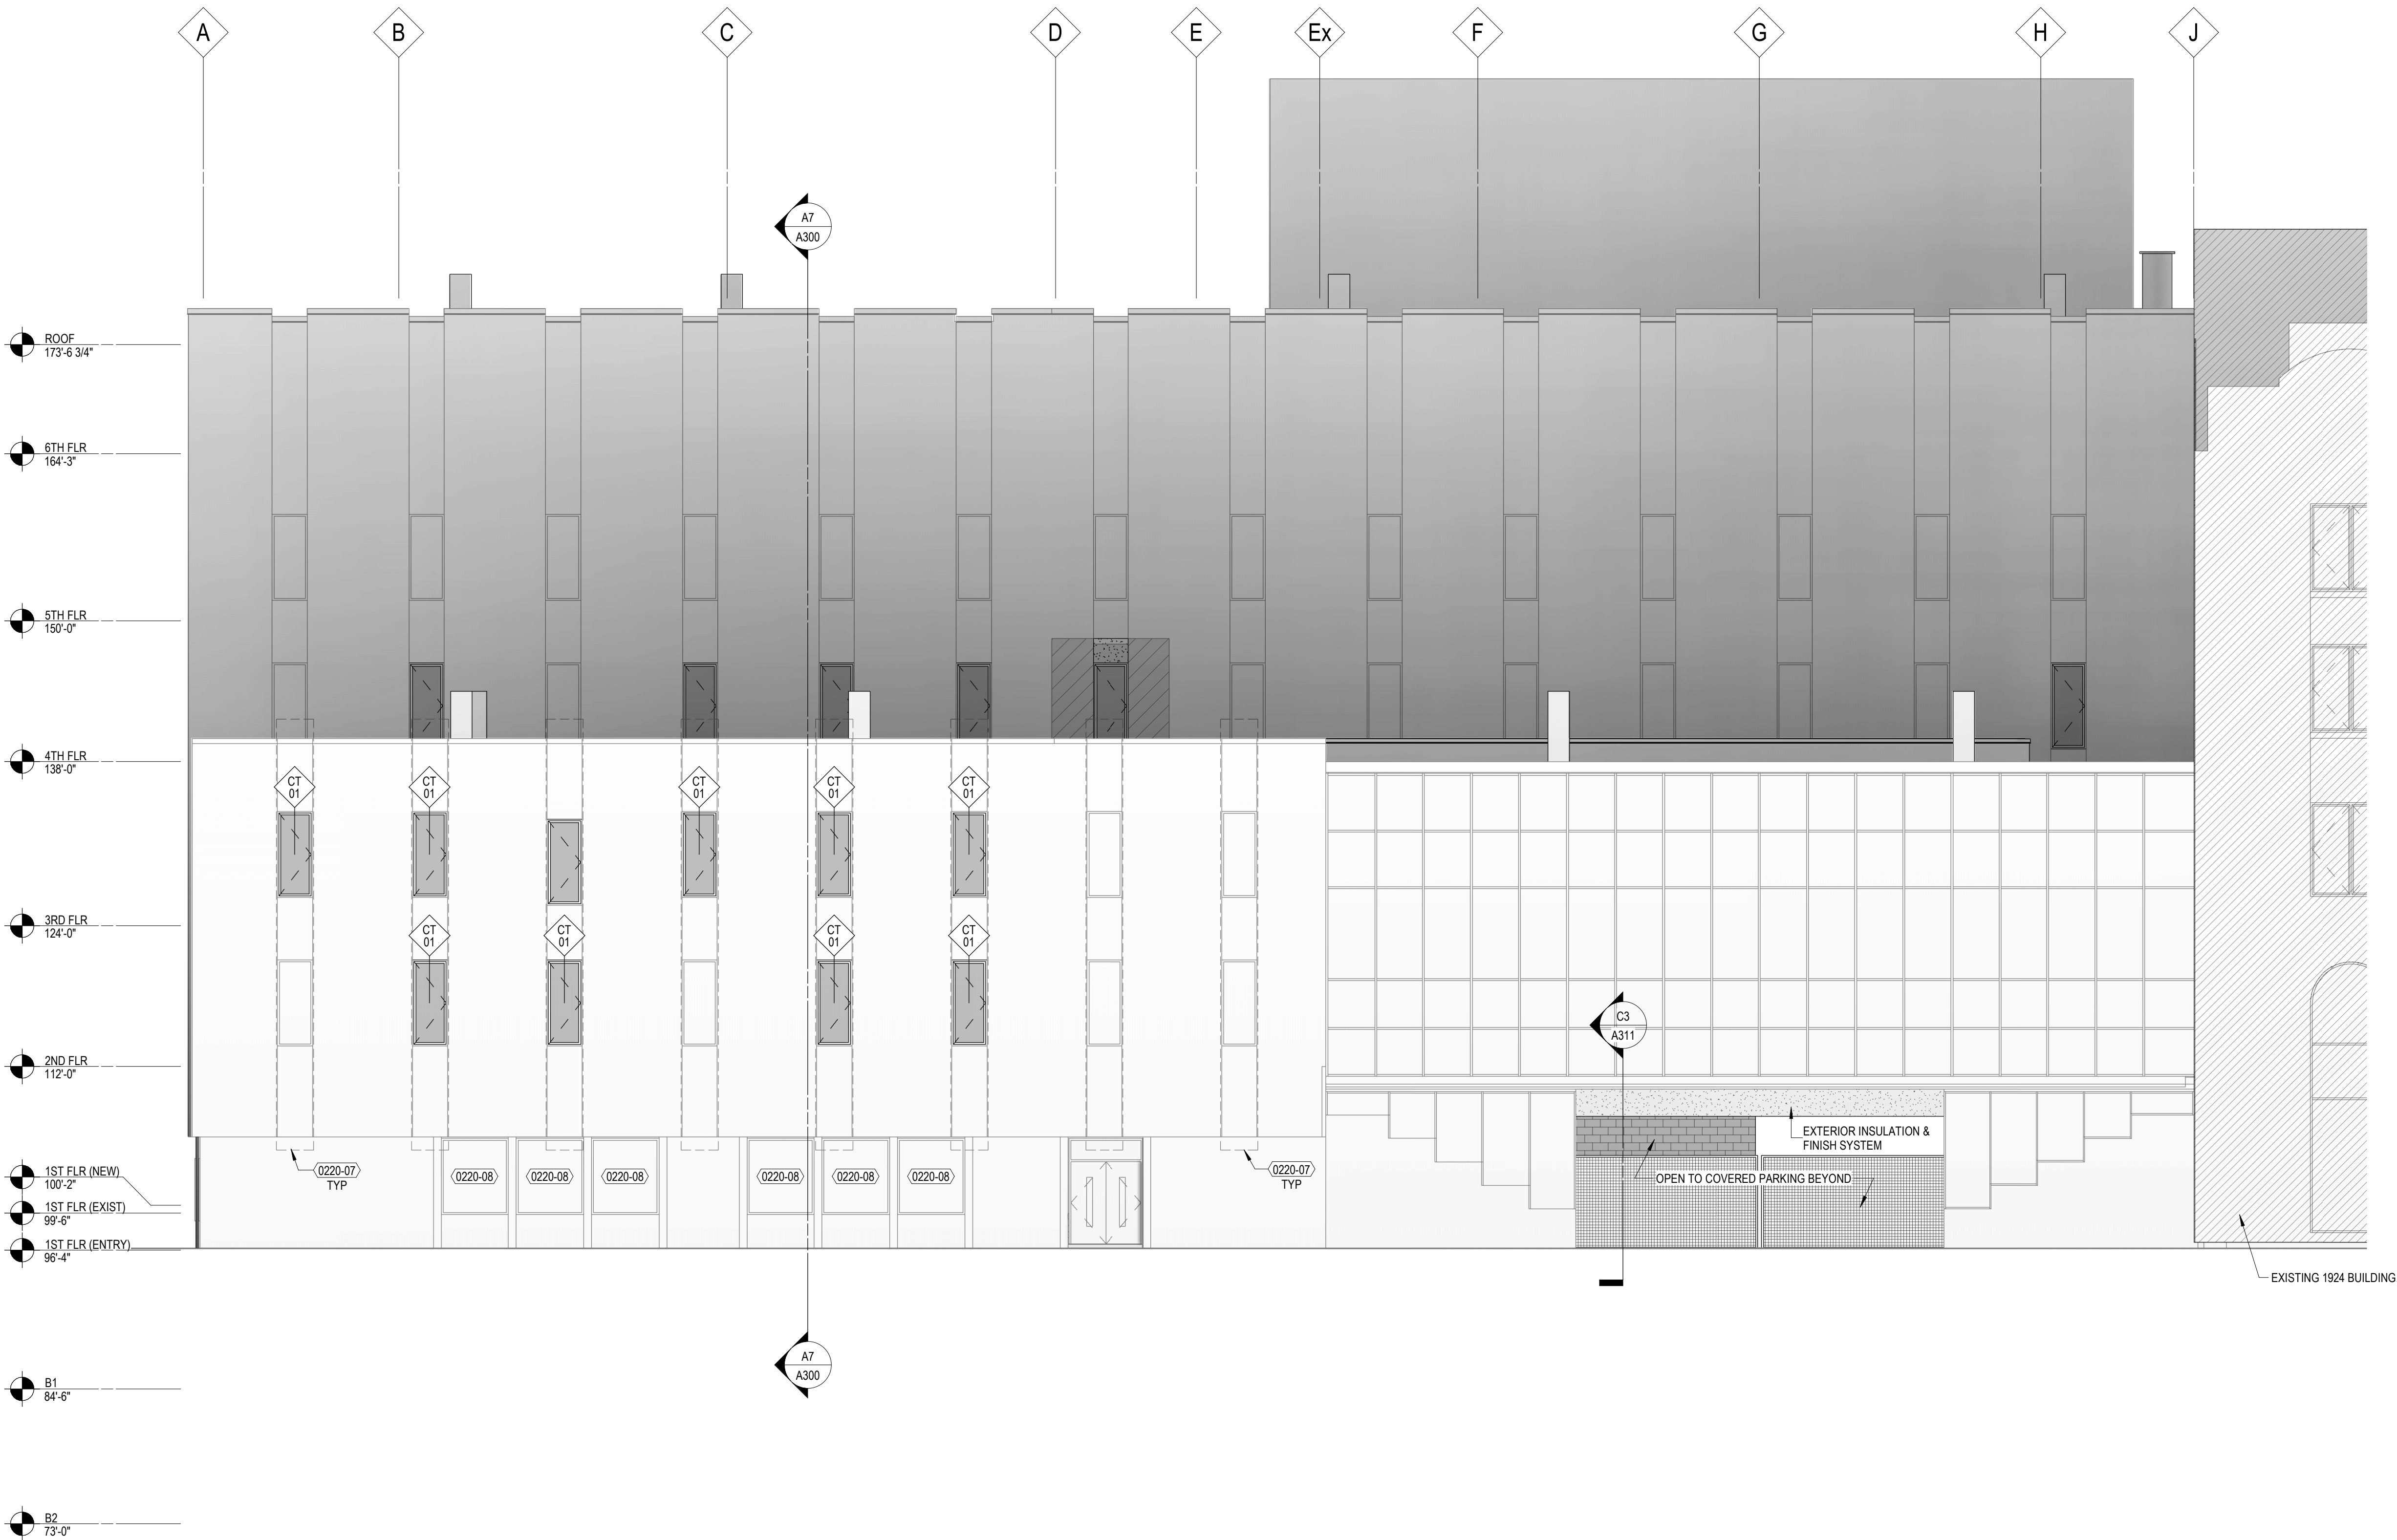 A
B
C
D
E
Ex
F
G
H
J
A7
A300
ROOF
173'-6 3/4"
6TH FLR
164'-3"
5TH FLR
150'-0"
4TH FLR
138'-0"
CT
01
CT
01
CT
01
CT
01
CT
01
3RD FLR
124'-0"
CT
01
CT
01
CT
01
CT
01
C3
A311
2ND FLR
112'-0"
EXTERIOR INSULATION &
FINISH SYSTEM
1ST FLR (NEW)
100'-2"
0220-07
TYP
0220-08
0220-08
0220-08
0220-08
0220-08
0220-08
0220-07
TYP
OPEN TO COVERED PARKING BEYOND
1ST FLR (EXIST)
99'-6"
1ST FLR (ENTRY)
96'-4"
EXISTING 1924 BUILDING
A7
A300
B1
84'-6"
B2
73'-0"